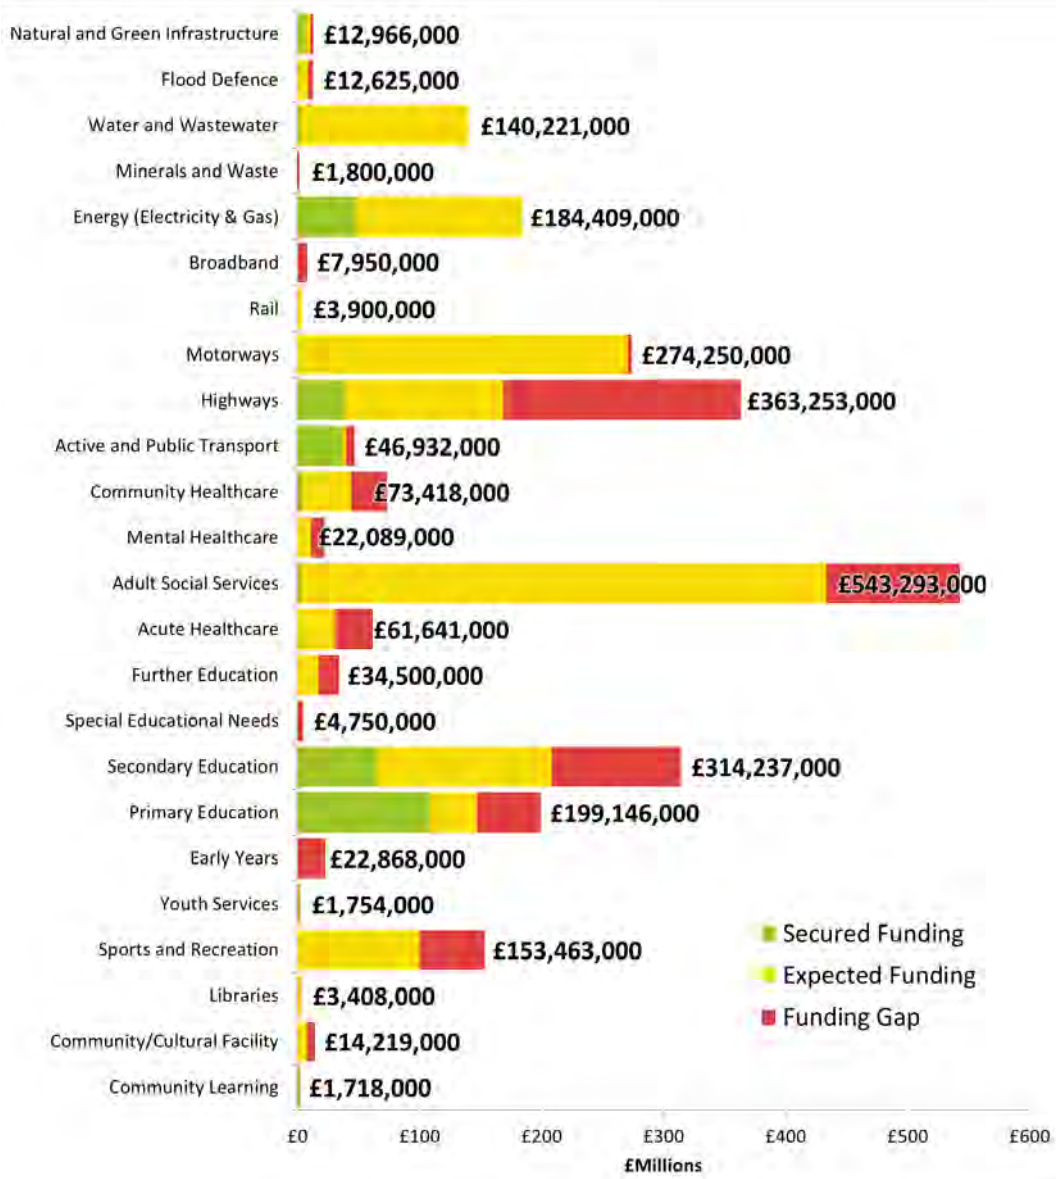 Natural and Green Infrastructure £12,966,000
Flood Defence £12,625,000
Water and Wastewater £140,221,000
Minerals and Waste £1,800,000
Energy (Electricity & Gas) £184,409,000
Broadband £7,950,000
Rail £3,900,000
Motorways £274,250,000
Highways £363,253,000
Active and Public Transport £46,932,000
Community Healthcare £73,418,000
Mental Healthcare £22,089,000
Adult Social Services £543,293,000
Acute Healthcare £61,641,000
Further Education £34,500,000
Special Educational Needs £4,750,000
Secondary Education £314,237,000
Primary Education £199,146,000
Early Years £22,868,000
Youth Services £1,754,000
Sports and Recreation £153,463,000
Libraries £3,408,000
Community/Cultural Facility £14,219,000
Community Learning £1,718,000
Secured Funding
Expected Funding
Funding Gap
£0 £100 £200 £300 £400 £500 £600
£Millions